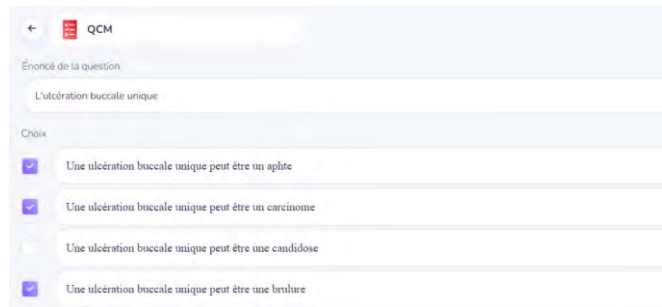 QCM
Énoncé de la question
L'ulcération buccale unique
Choix
Une ulcération buccale unique peut être un aphte
Une ulcération buccale unique peut être un carcinome
Une ulcération buccale unique peut être une candidose
Une ulcération buccale unique peut être une brulure